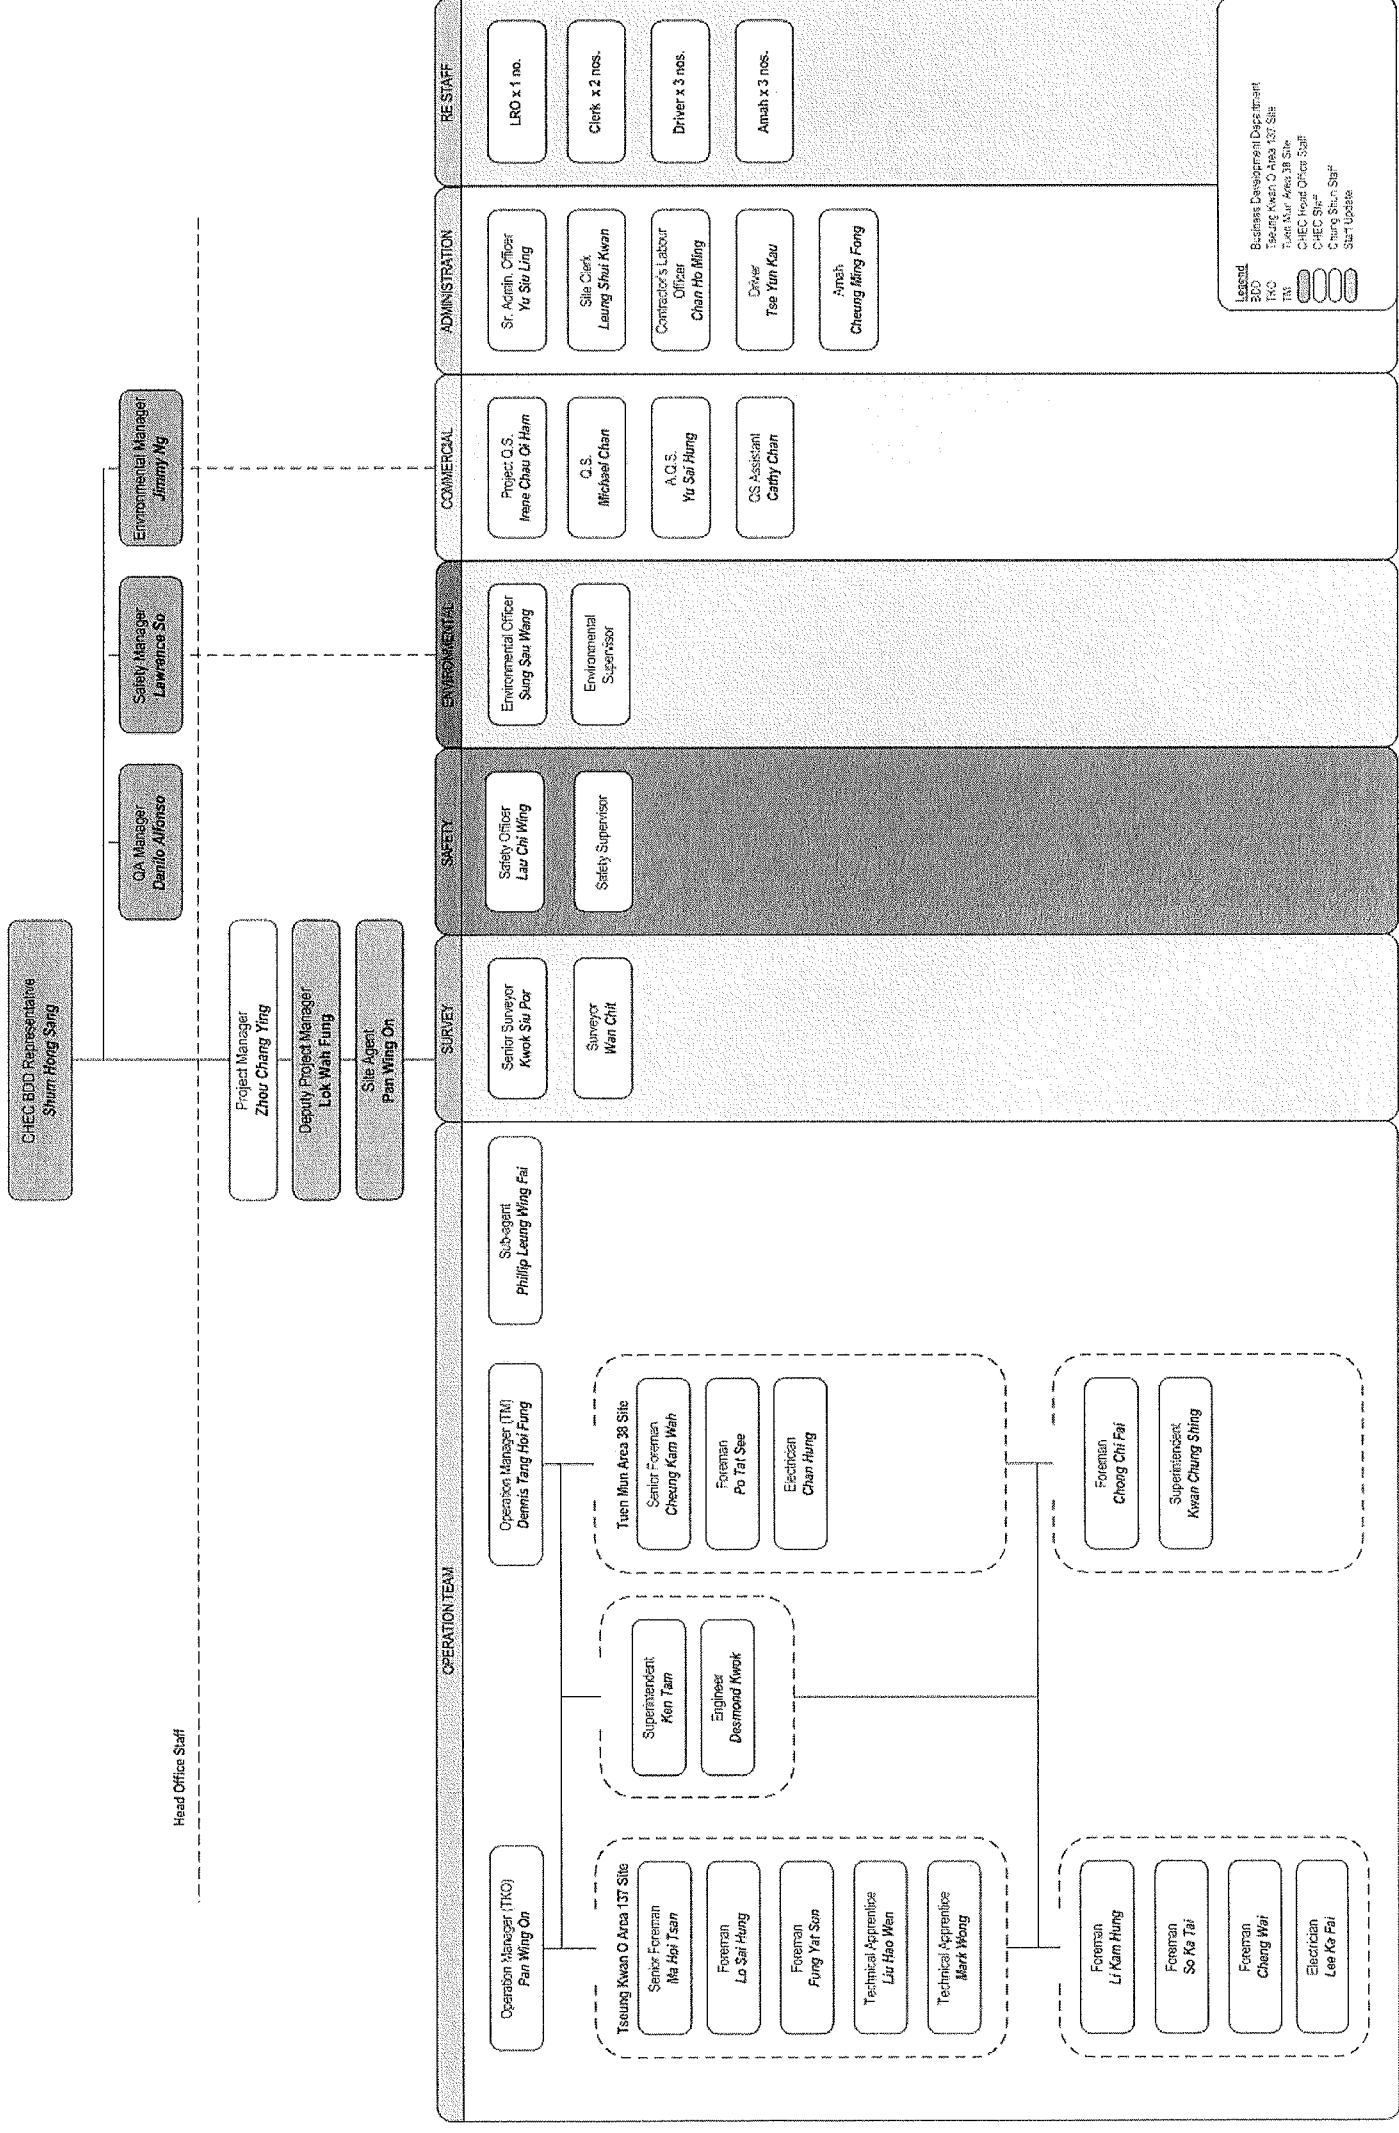 CHEC BDD Representative
Shum Hong Sang
QA Manager
Danilo Alfonso
Safety Manager
Lawrence So
Environmental Manager
Jimmy Ng
Head Office Staff
Project Manager
Zhou Chang Ying
Deputy Project Manager
Lok Wah Fung
Site Agent
Pan Wing On
OPERATION TEAM
SURVEY
SAFETY
ENVIRONMENTAL
COMMERCIAL
ADMINISTRATION
RE STAFF
Operation Manager (TKO)
Pan Wing On
Operation Manager (TM)
Dennis Tang Hoi Fung
Sub-agent
Phillip Leung Wing Fai
Tseung Kwan O Area 137 Site
Senior Foreman
Ma Hoi Tsan
Foreman
Lo Sai Hung
Foreman
Fung Yat Son
Technical Apprentice
Liu Hao Wen
Technical Apprentice
Mark Wong
Superintendent
Ken Tam
Engineer
Desmond Kwok
Tuen Mun Area 38 Site
Senior Foreman
Cheung Kam Wah
Foreman
Po Tat See
Electrician
Chan Hung
Foreman
Li Kam Hung
Foreman
So Ka Tai
Foreman
Cheng Wai
Electrician
Lee Ka Fai
Foreman
Chong Chi Fai
Superintendent
Kwan Chung Shing
Senior Surveyor
Kwok Siu Por
Surveyor
Wan Chit
Safety Officer
Lau Chi Wing
Safety Supervisor
Environmental Officer
Sung Sau Wang
Environmental
Supervisor
Project Q.S.
Irene Chau Oi Ham
Q.S.
Michael Chan
A.Q.S.
Yu Sai Hung
QS Assistant
Cathy Chan
Sr. Admin. Officer
Yu Siu Ling
Site Clerk
Leung Shui Kwan
Contractor's Labour
Officer
Chan Ho Ming
Driver
Tse Yun Kau
Amah
Cheung Ming Fong
LRO x 1 no.
Clerk x 2 nos.
Driver x 3 nos.
Amah x 3 nos.
Legend
BDD Business Development Department
TKO Tseung Kwan O Area 137 Site
TM Tuen Mun Area 38 Site
CHEC Head Office Staff
CHEC Staff
Chung Shun Staff
Staff Update